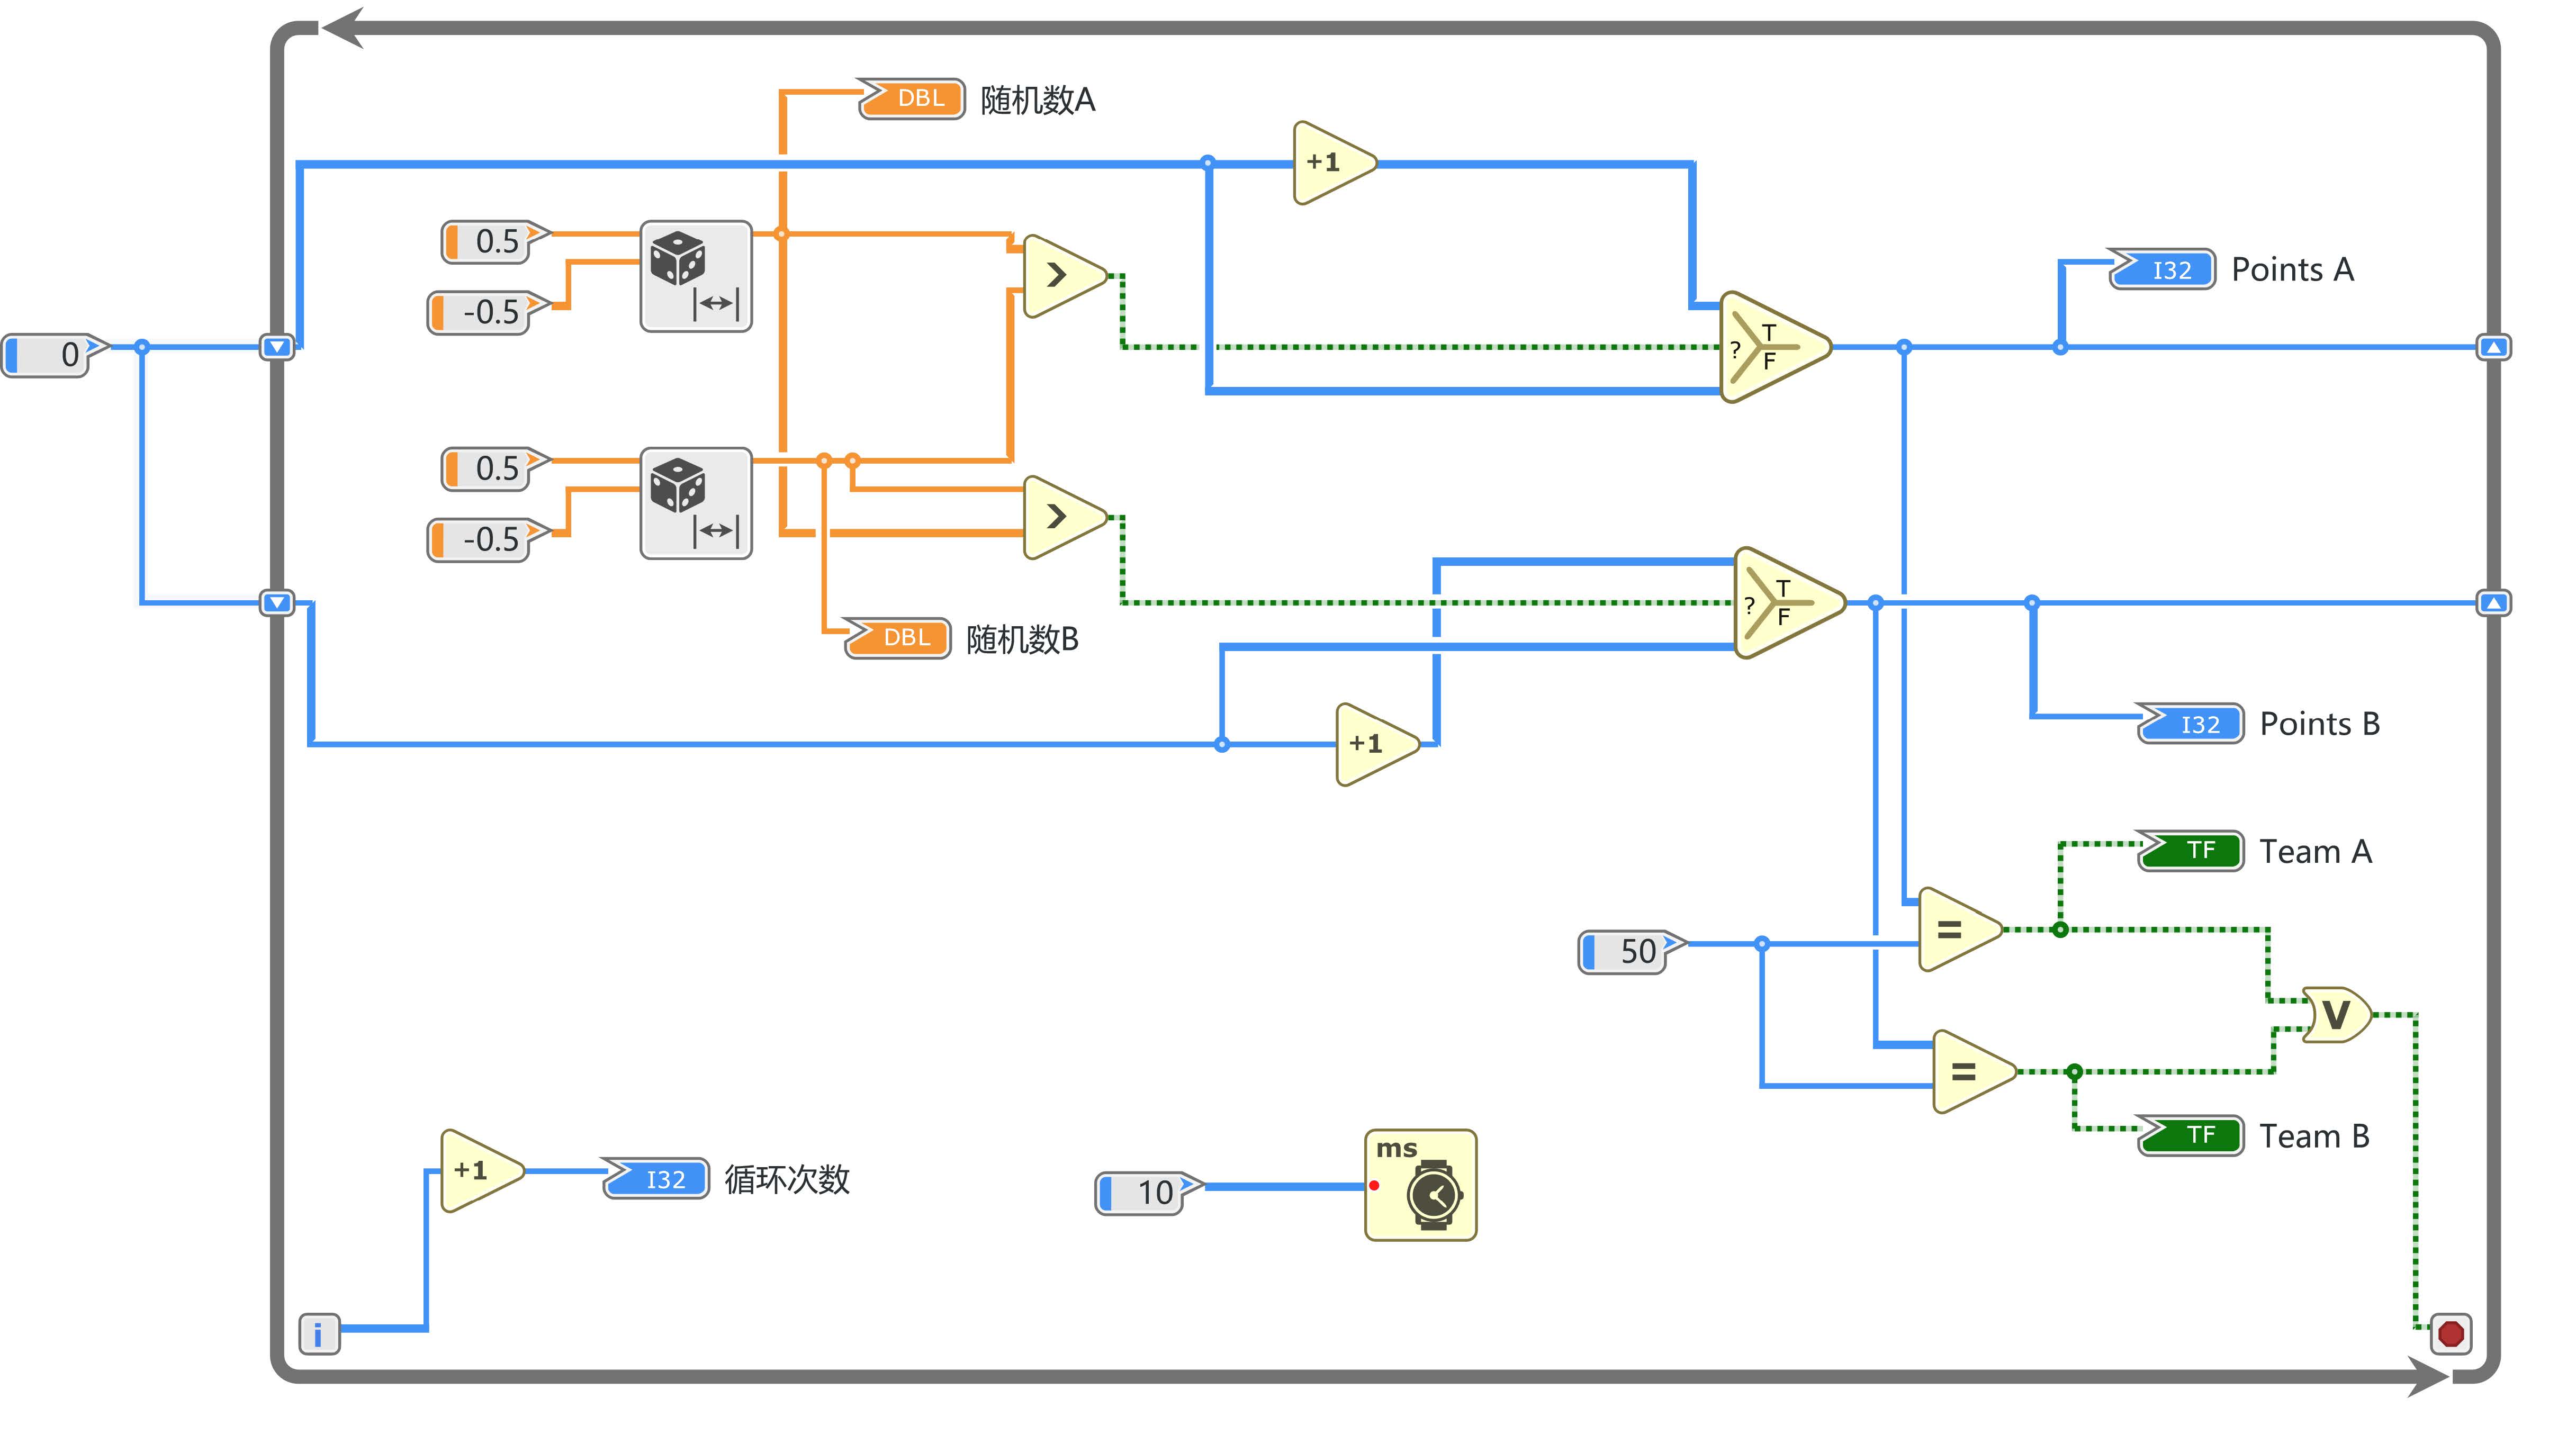 DBL 随机数A
+1
0.5
-0.5
>
I32 Points A
0
T
?
F
0.5
-0.5
>
T
?
F
DBL 随机数B
I32 Points B
+1
TF Team A
=
50
V
=
TF Team B
+1
I32 循环次数
ms
10
i